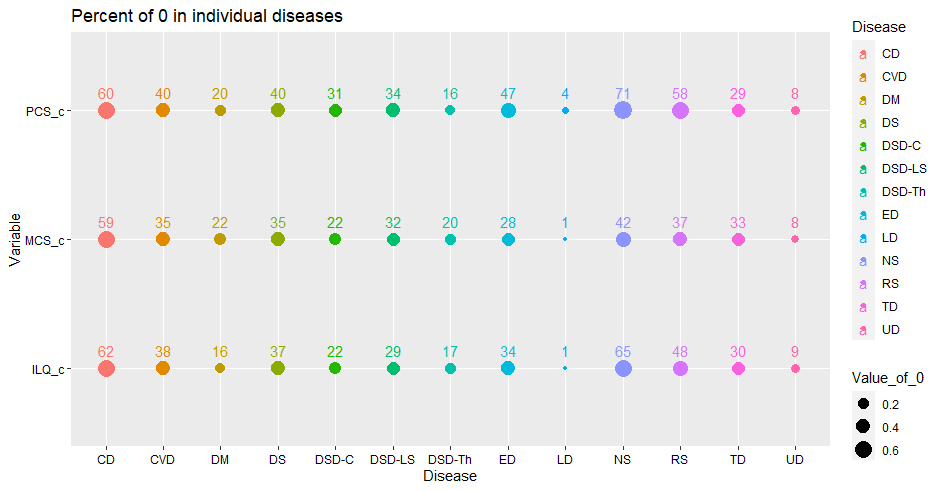 Percent of 0 in individual diseases
Variable
PCS_c
60 40 20 40 31 34 16 47 4 71 58 29 8
MCS_c
59 35 22 35 22 32 20 28 1 42 37 33 8
ILQ_c
62 38 16 37 22 29 17 34 1 65 48 30 9
CD CVD DM DS DSD-C DSD-LS DSD-Th ED LD NS RS TD UD
Disease
Disease
a CD
a CVD
a DM
a DS
a DSD-C
a DSD-LS
a DSD-Th
a ED
a LD
a NS
a RS
a TD
a UD
Value_of_0
0.2
0.4
0.6